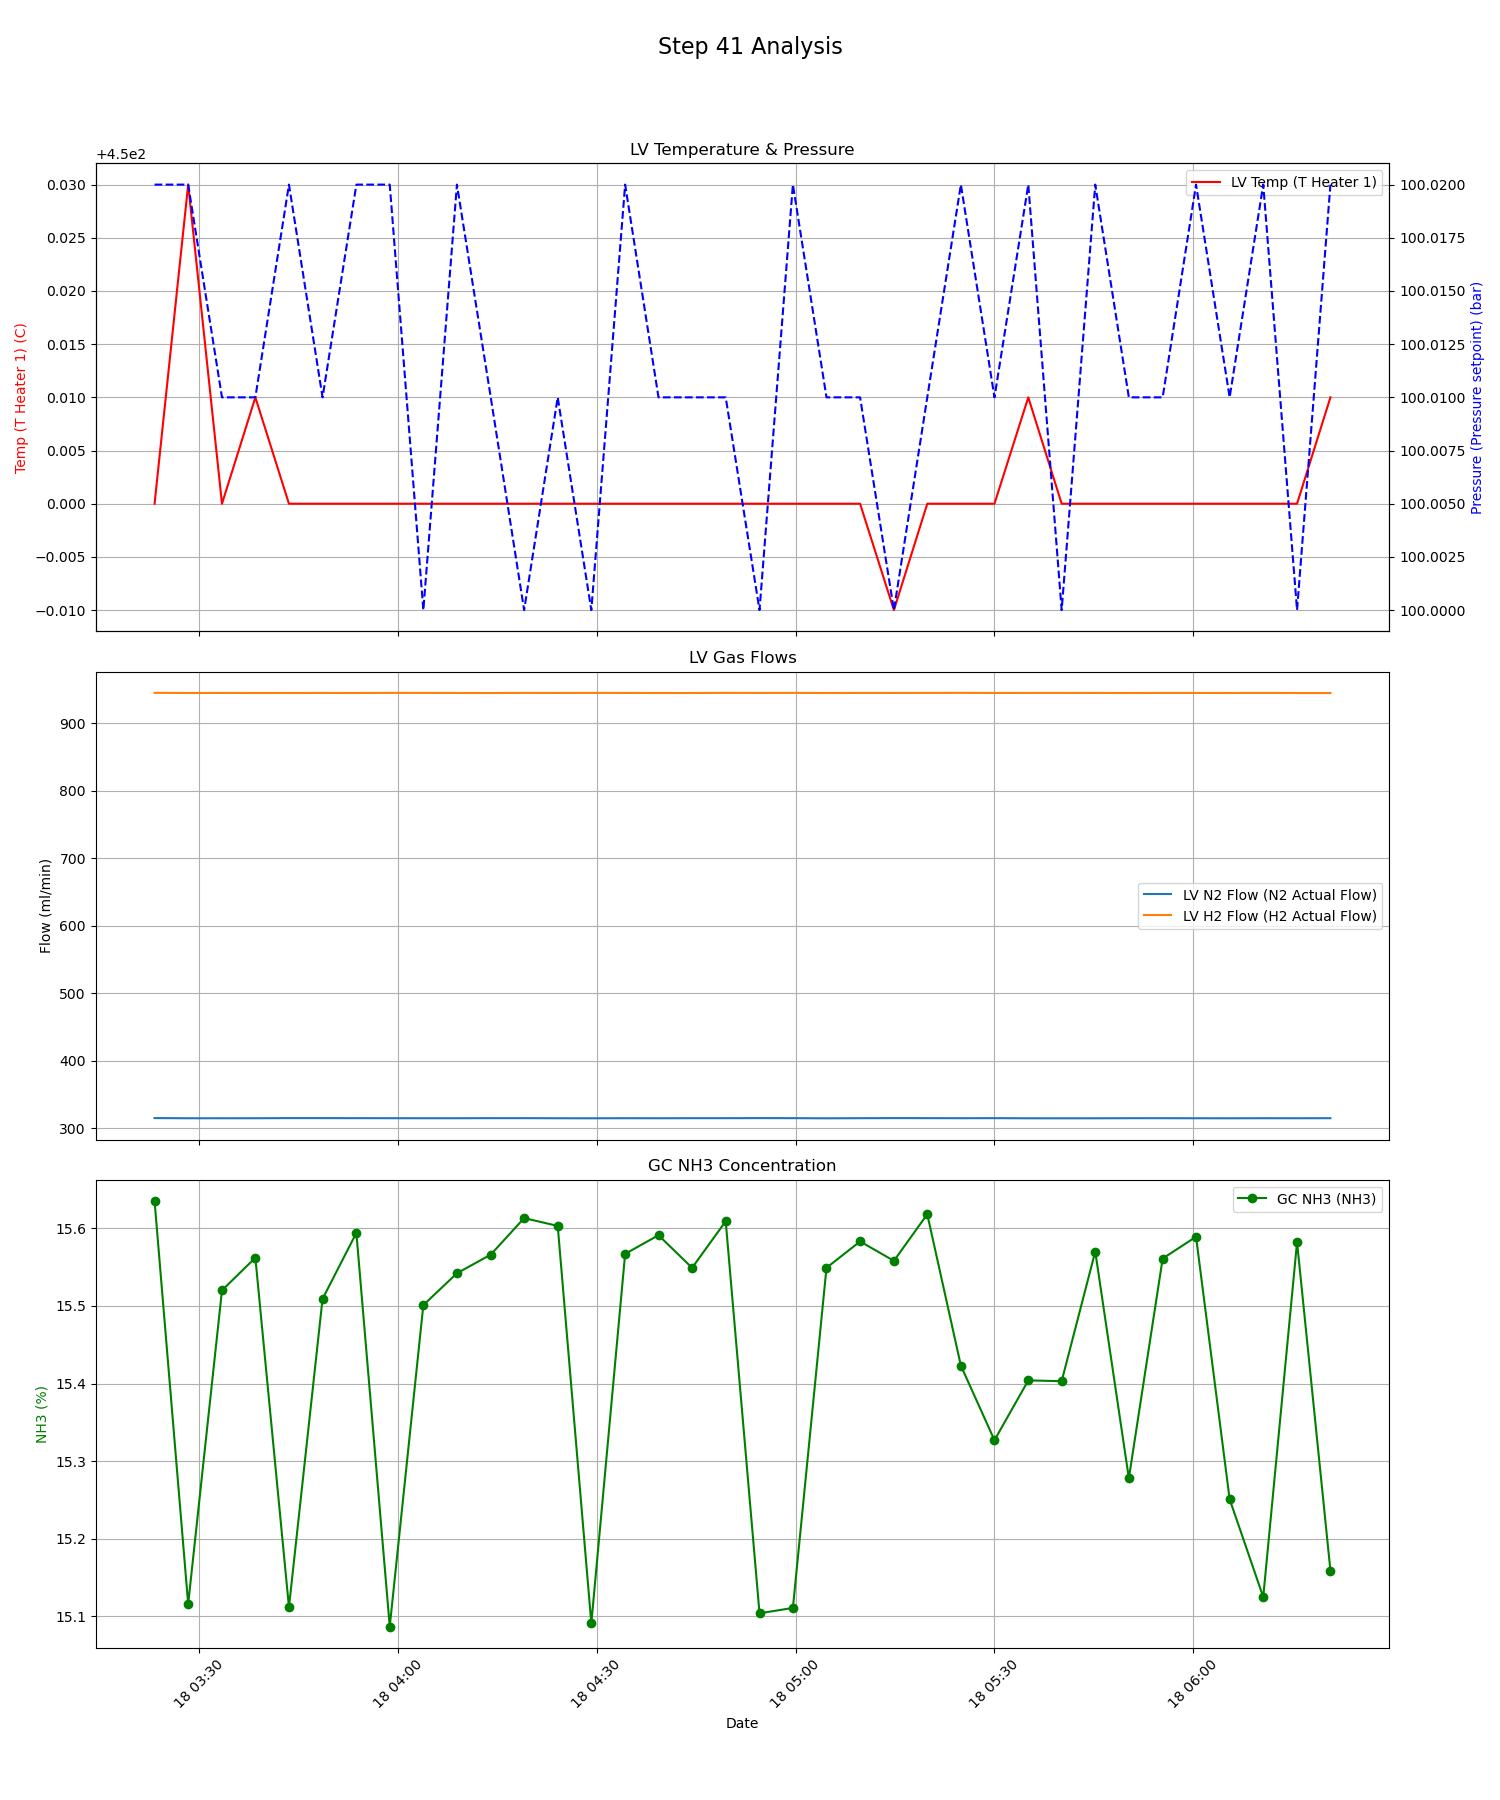 Step 41 Analysis
LV Temperature & Pressure
+4.5e2
LV Temp (T Heater 1)
0.030
0.025
0.020
0.015
0.010
0.005
0.000
−0.005
−0.010
Temp (T Heater 1) (C)
100.0200
100.0175
100.0150
100.0125
100.0100
100.0075
100.0050
100.0025
100.0000
Pressure (Pressure setpoint) (bar)
LV Gas Flows
900
800
700
600
500
400
300
Flow (ml/min)
LV N2 Flow (N2 Actual Flow)
LV H2 Flow (H2 Actual Flow)
GC NH3 Concentration
GC NH3 (NH3)
15.6
15.5
15.4
15.3
15.2
15.1
NH3 (%)
18 03:30
18 04:00
18 04:30
18 05:00
18 05:30
18 06:00
Date